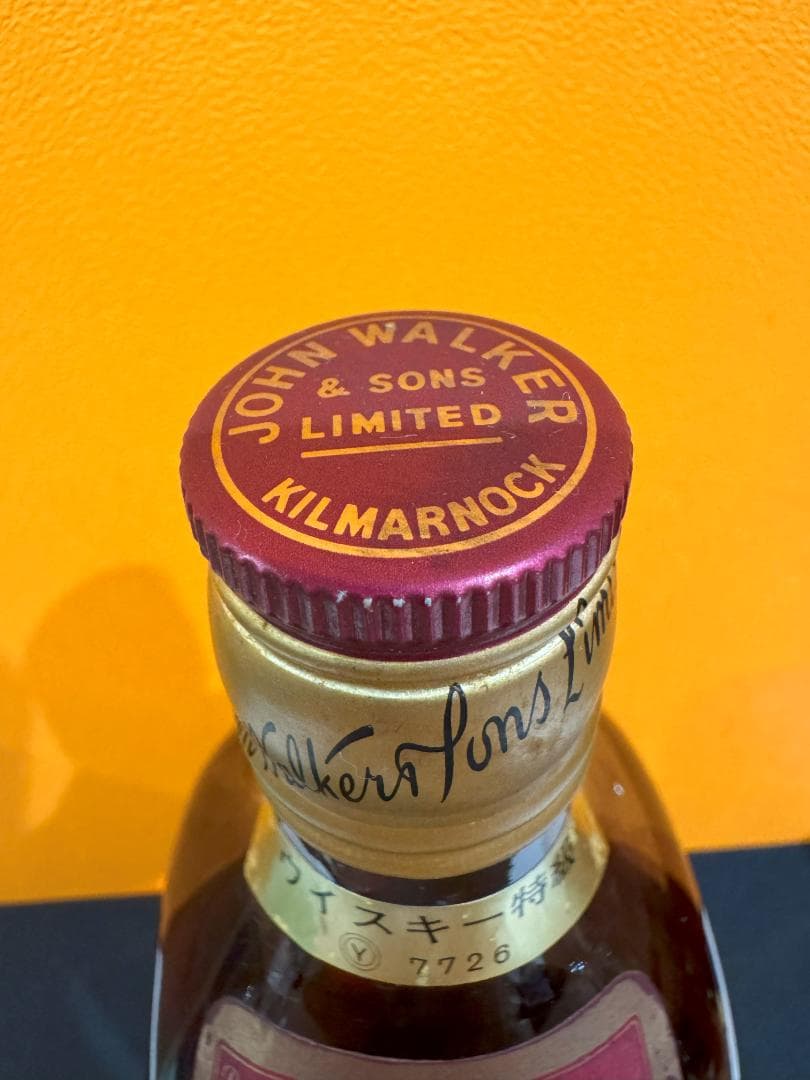 JOHN WALKER
& SONS
LIMITED
KILMARNOCK
Walker & Sons Lim
ウイスキー特級
Y 7726